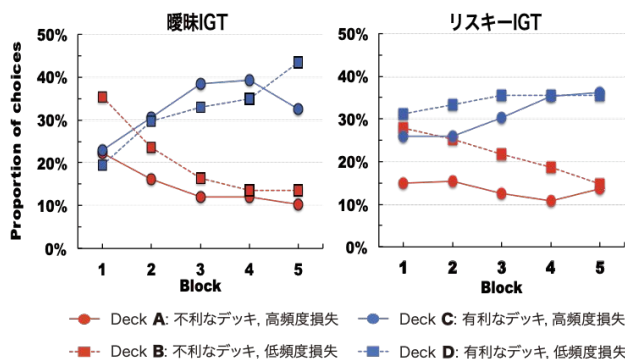 曖昧IGT
リスキーIGT
Proportion of choices
50%
40%
30%
20%
10%
0%
1 2 3 4 5
Block
50%
40%
30%
20%
10%
0%
1 2 3 4 5
Block
Deck A: 不利なデッキ, 高頻度損失
Deck C: 有利なデッキ, 高頻度損失
Deck B: 不利なデッキ, 低頻度損失
Deck D: 有利なデッキ, 低頻度損失